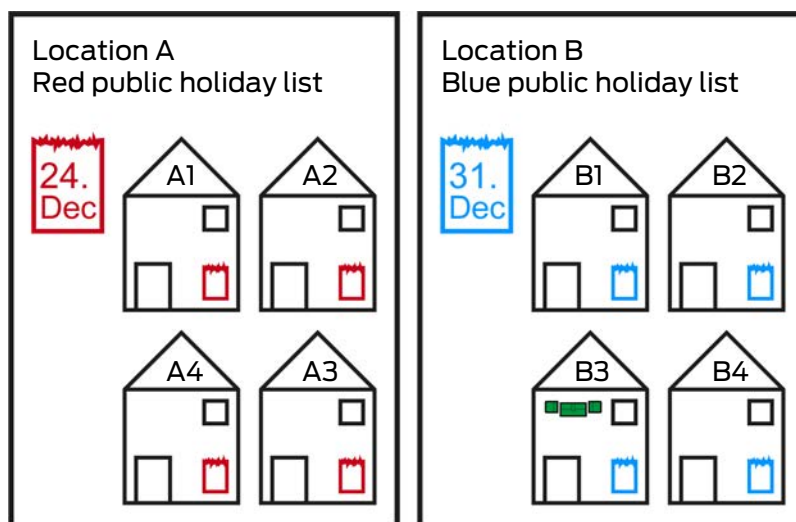 Location A
Red public holiday list
24.
Dec
A1
A2
A4
A3
Location B
Blue public holiday list
31.
Dec
B1
B2
B3
B4